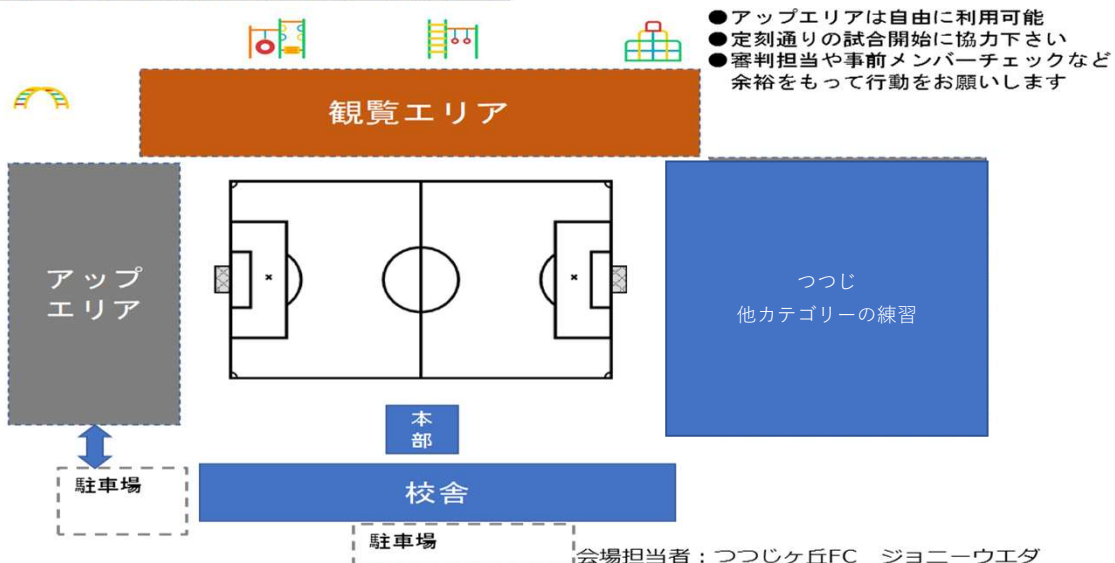 ●アップエリアは自由に利用可能
●定刻通りの試合開始に協力下さい
●審判担当や事前メンバーチェックなど
余裕をもって行動をお願いします
観覧エリア
アップ
エリア
つつじ
他カテゴリーの練習
本
部
駐車場
校舎
駐車場
会場担当者：つつじヶ丘FC　ジョニーウエダ